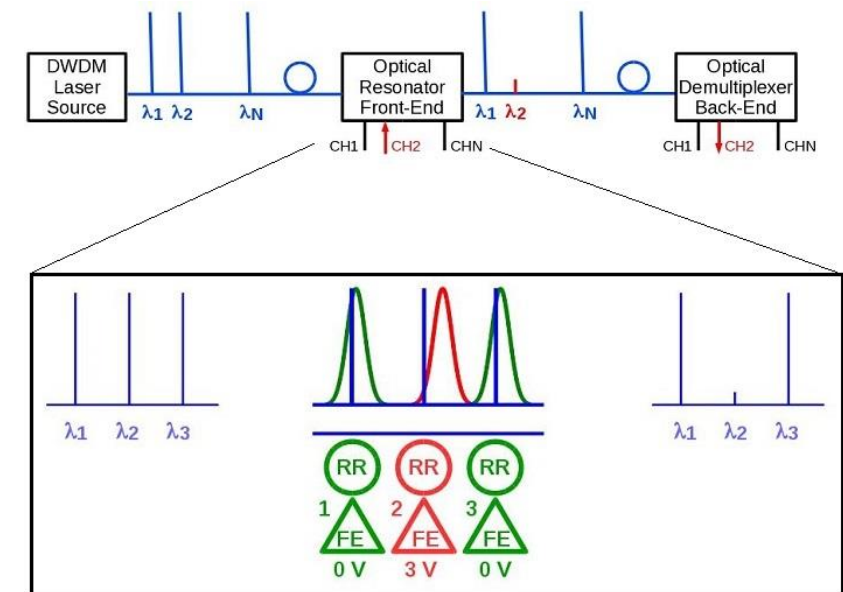 DWDM
Laser
Source
λ1 λ2 λN
Optical
Resonator
Front-End
CH1 CH2 CHN
λ1 λ2 λN
Optical
Demultiplexer
Back-End
CH1 CH2 CHN
λ1 λ2 λ3
RR RR RR
1 2 3
FE FE FE
0 V 3 V 0 V
λ1 λ2 λ3